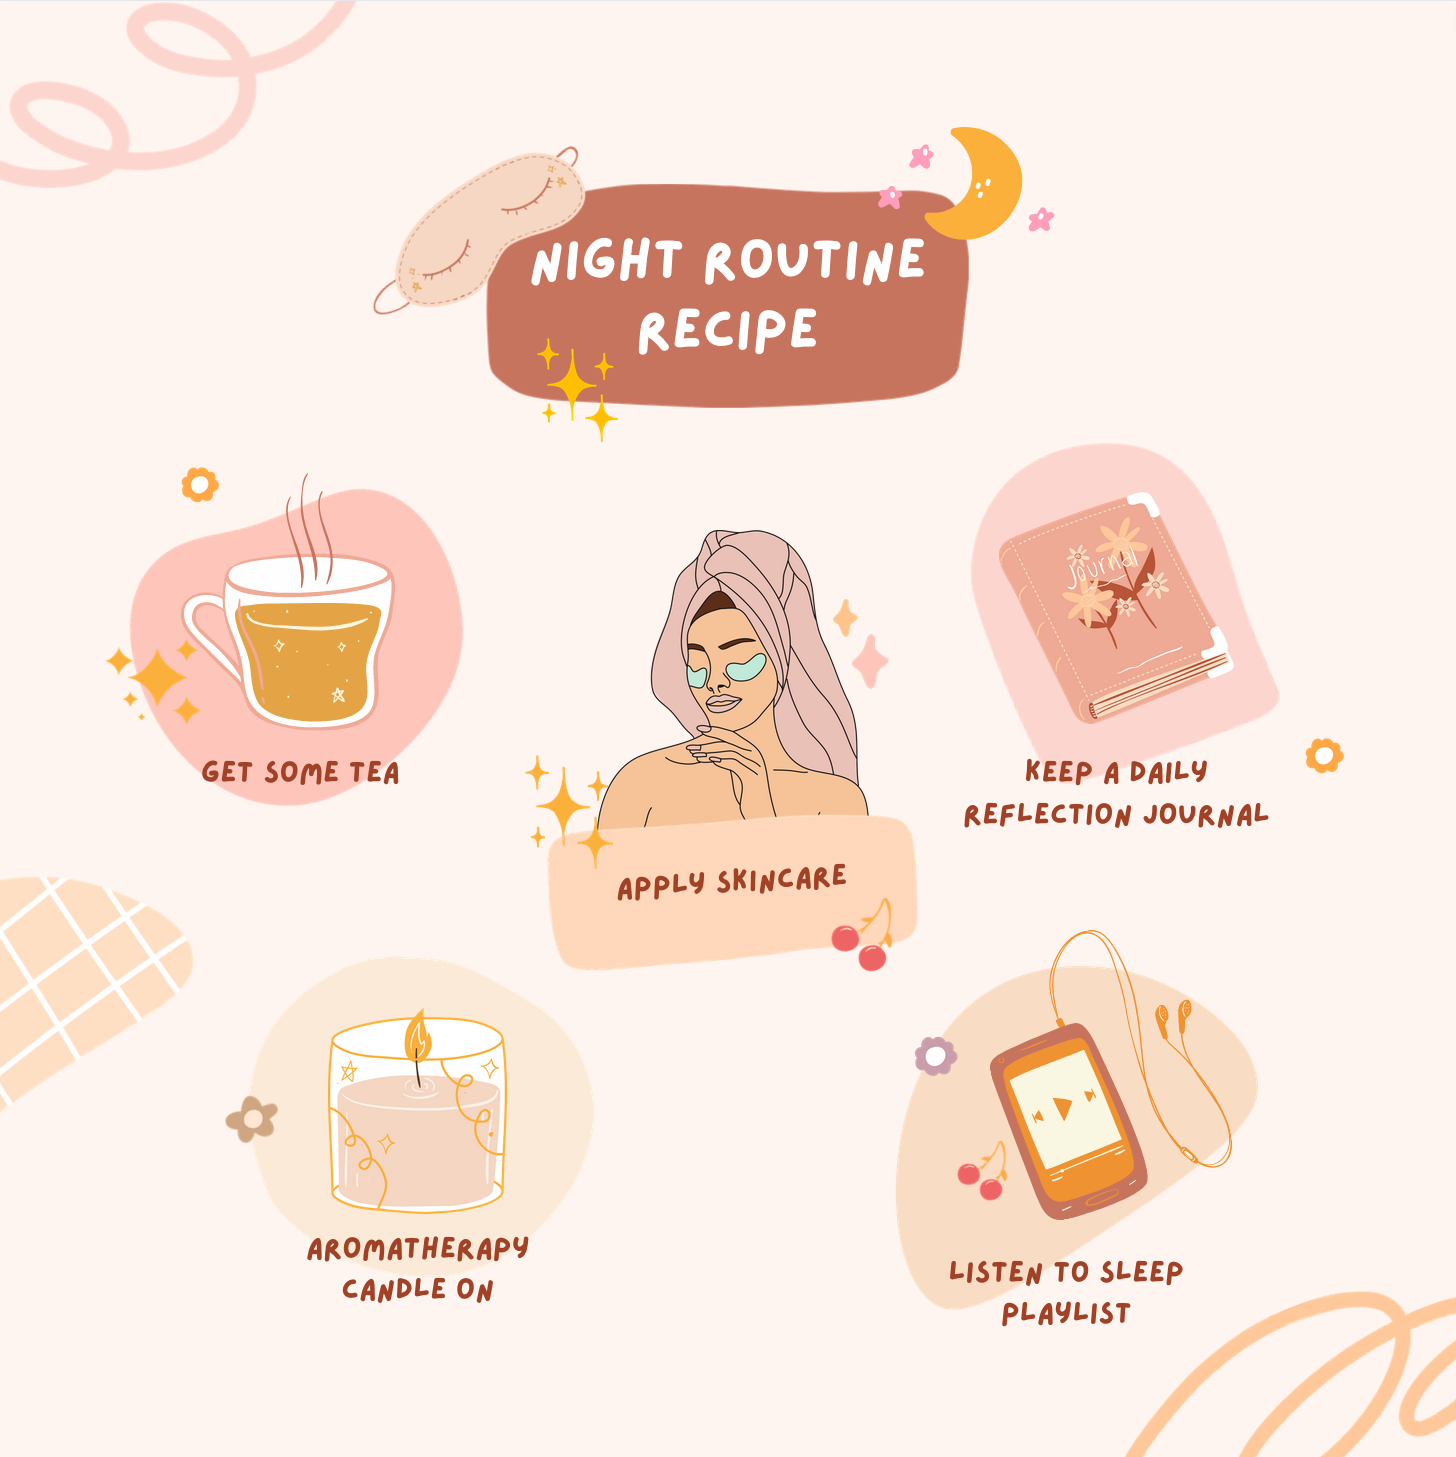 NIGHT ROUTINE
RECIPE
GET SOME TEA
Journal
KEEP A DAILY
REFLECTION JOURNAL
APPLY SKINCARE
AROMATHERAPY
CANDLE ON
LISTEN TO SLEEP
PLAYLIST